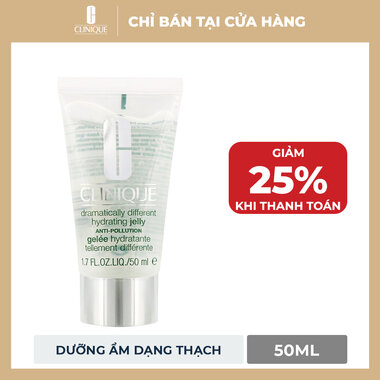 CLINIQUE
CHỈ BÁN TẠI CỬA HÀNG
CLINIQUE
dramatically different
hydrating jelly
ANTI-POLLUTION
gelée hydratante
tellement différente
1.7 FL.OZ.LIQ./50 ml e
GIẢM
25%
KHI THANH TOÁN
DƯỠNG ẨM DẠNG THẠCH
50ML